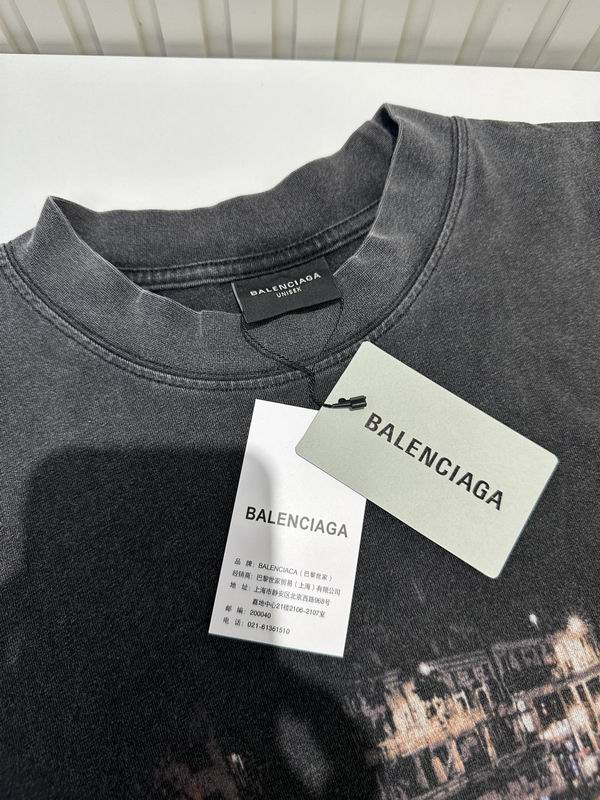 BALENCIAGA
UNISEX
BALENCIAGA
BALENCIAGA
品 牌: BALENCIACA（巴黎世家）
经销商: 巴黎世家贸易（上海）有限公司
地 址: 上海市静安区北京西路968号
嘉地中心21楼2106-2107室
邮 编: 200040
电 话: 021-61361510